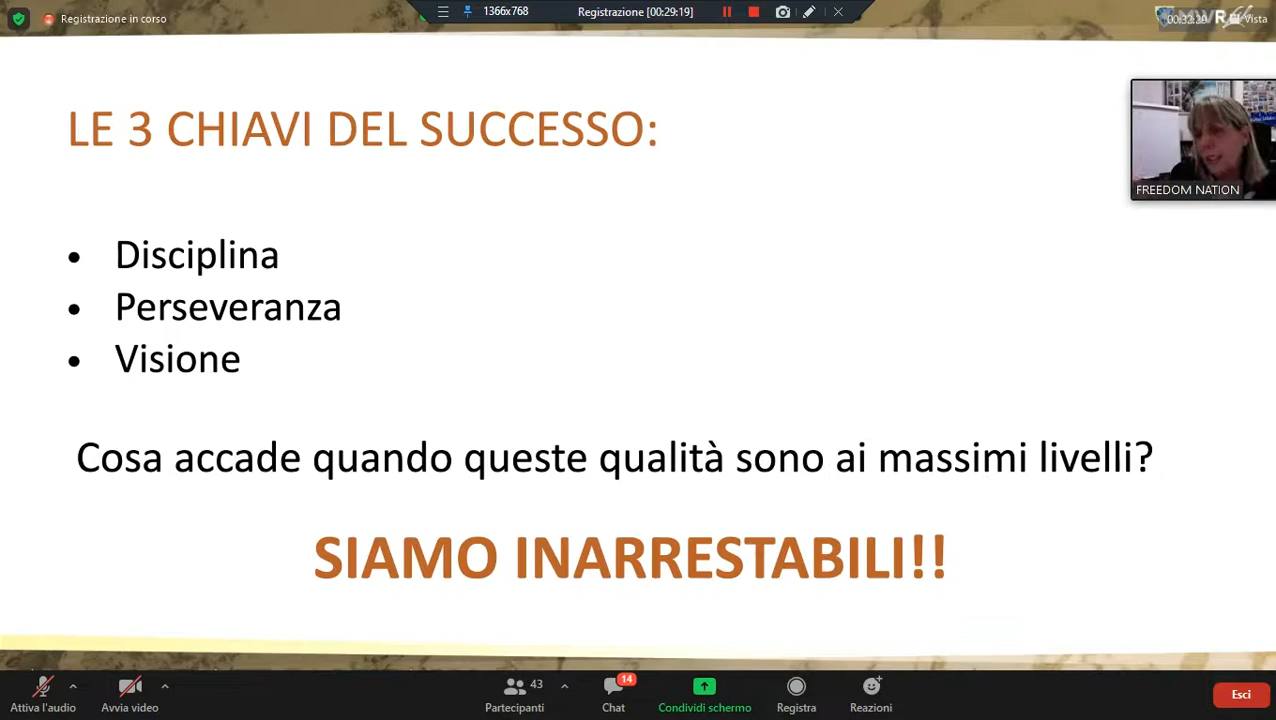 Registrazione in corso
1366x768
Registrazione [00:29:19]
Vista
LE 3 CHIAVI DEL SUCCESSO:
FREEDOM NATION
• Disciplina
• Perseveranza
• Visione
Cosa accade quando queste qualità sono ai massimi livelli?
SIAMO INARRESTABILI!!
43
14
Attiva l'audio
Avvia video
Partecipanti
Chat
Condividi schermo
Registra
Reazioni
Esci